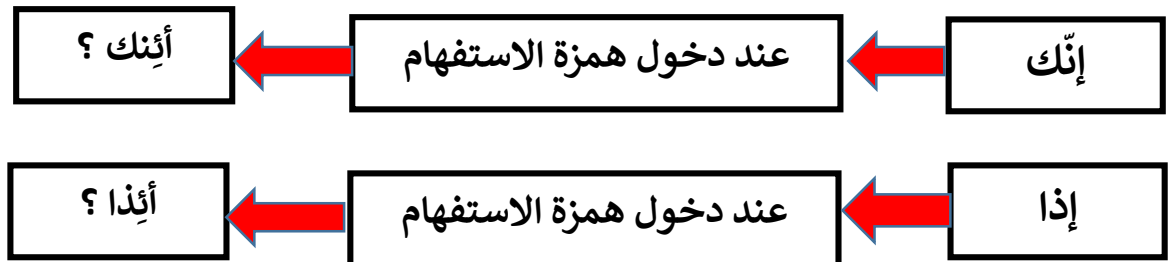 إنّك
عند دخول همزة الاستفهام
أئِنك ؟
إذا
عند دخول همزة الاستفهام
أئِذا ؟